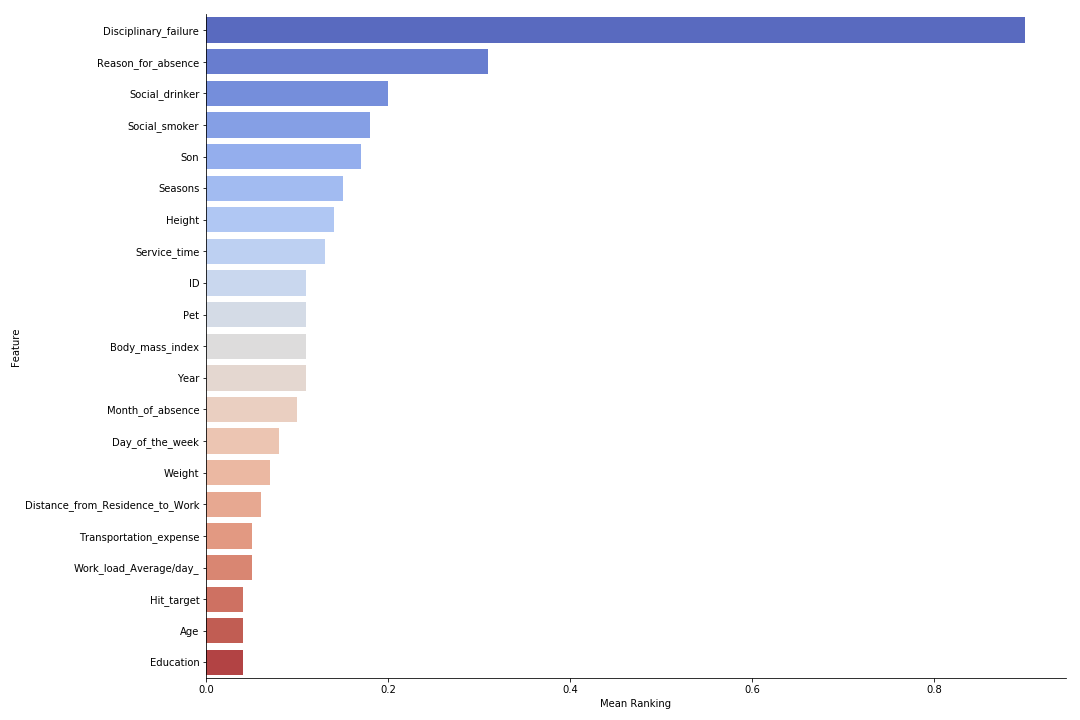 Disciplinary_failure
Reason_for_absence
Social_drinker
Social_smoker
Son
Seasons
Height
Service_time
ID
Pet
Body_mass_index
Year
Month_of_absence
Day_of_the_week
Weight
Distance_from_Residence_to_Work
Transportation_expense
Work_load_Average/day_
Hit_target
Age
Education
Feature
0.0 0.2 0.4 0.6 0.8
Mean Ranking